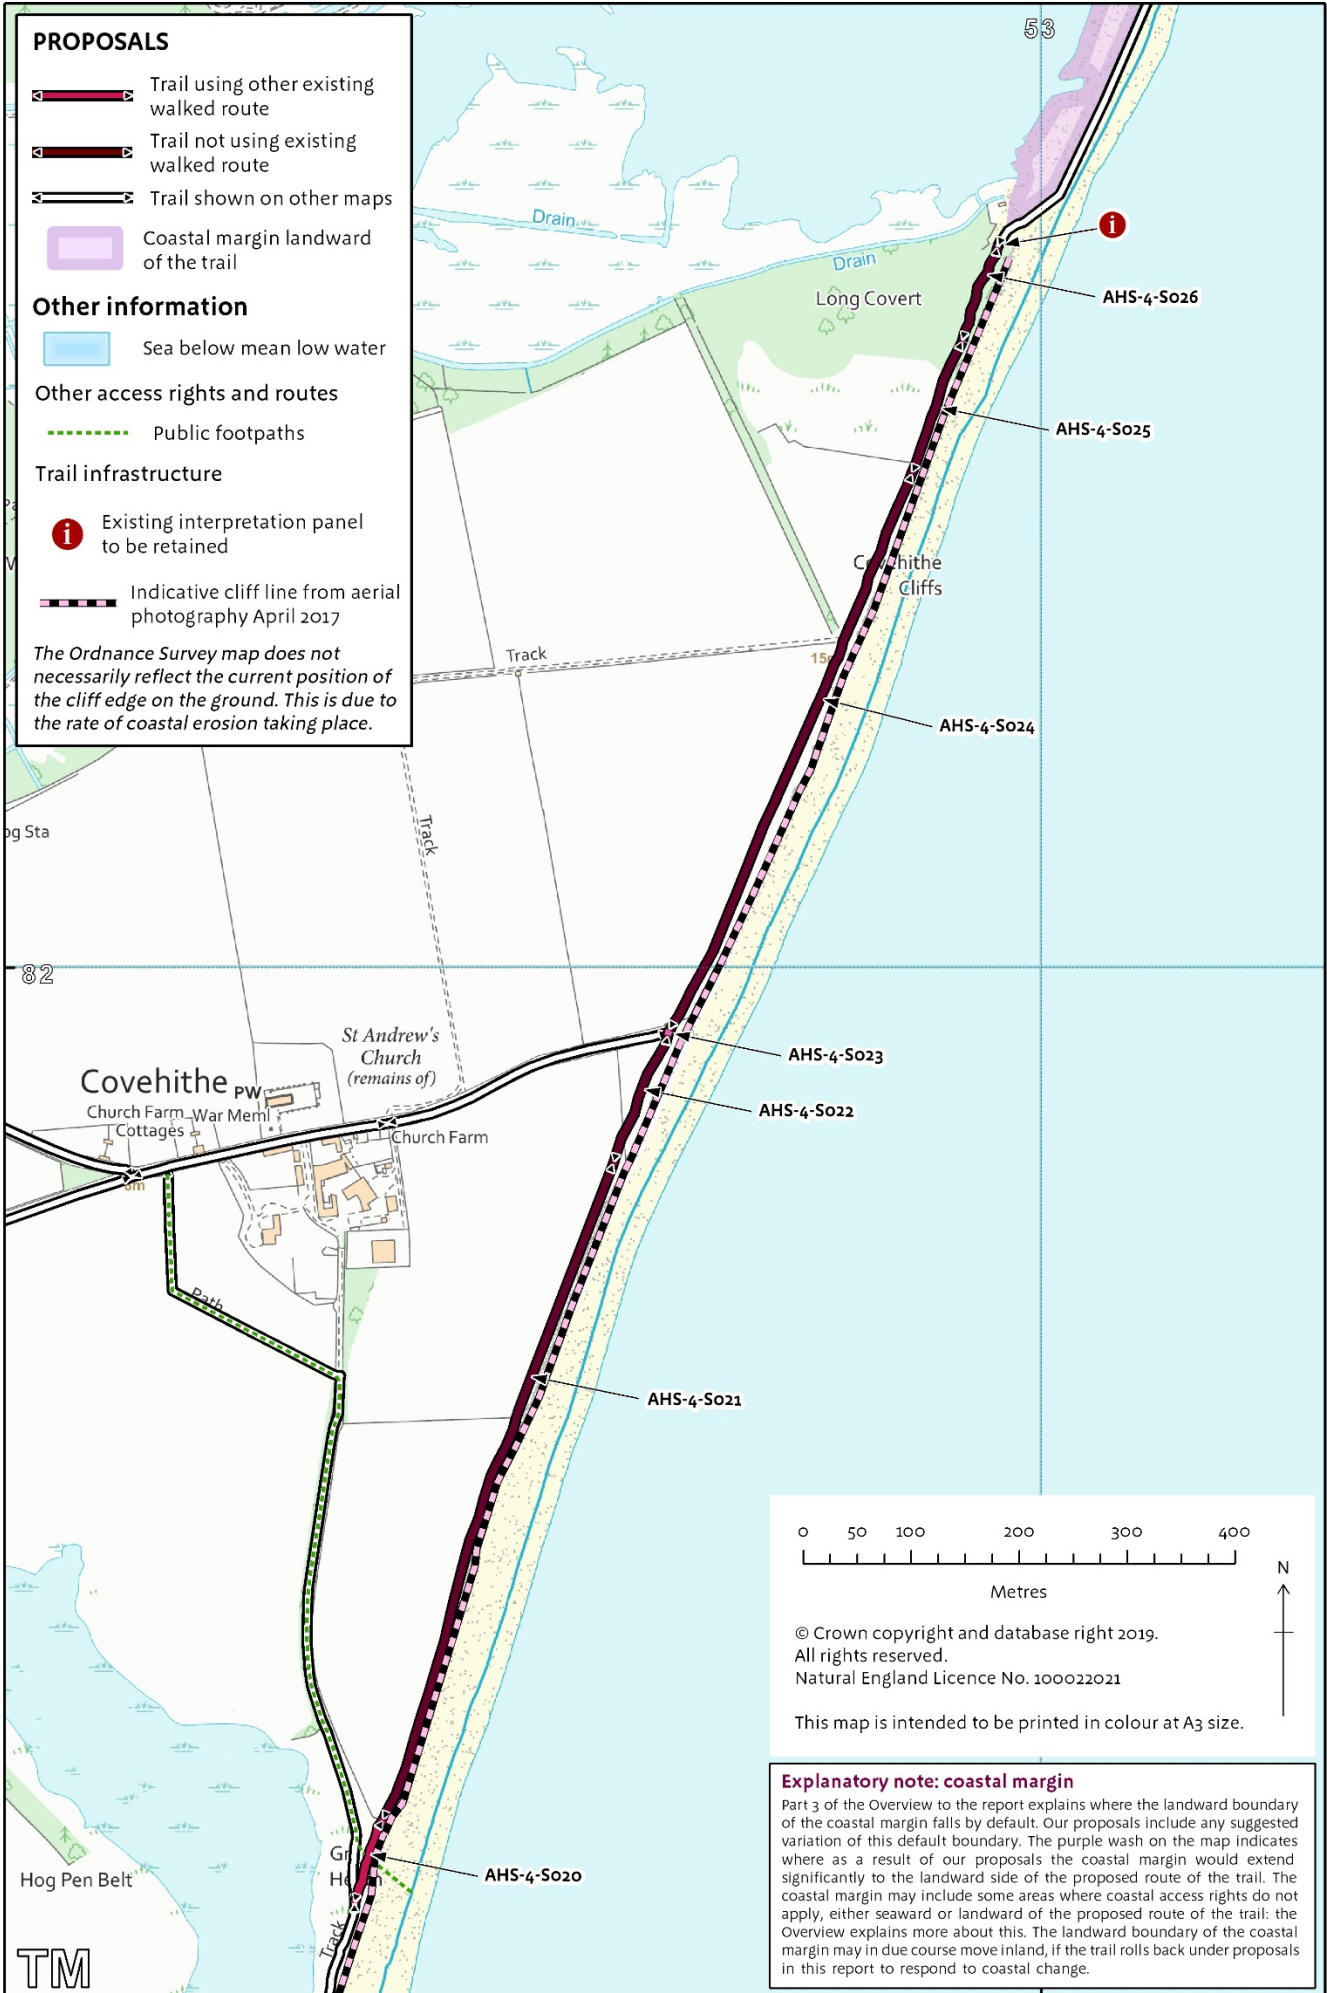 PROPOSALS
Trail using other existing
walked route
Trail not using existing
walked route
Trail shown on other maps
Coastal margin landward
of the trail
Other information
Sea below mean low water
Other access rights and routes
Public footpaths
Trail infrastructure
i
Existing interpretation panel
to be retained
Indicative cliff line from aerial
photography April 2017
The Ordnance Survey map does not
necessarily reflect the current position of
the cliff edge on the ground. This is due to
the rate of coastal erosion taking place.
53
Drain
Drain
i
Long Covert
AHS-4-S026
AHS-4-S025
Cliffs
Track
AHS-4-S024
Track
og Sta
82
St Andrew's
Church
(remains of)
AHS-4-S023
Covehithe
PW
AHS-4-S022
Church Farm
Cottages
War Meml
Church Farm
Path
AHS-4-S021
0 50 100 200 300 400
Metres
N
© Crown copyright and database right 2019.
All rights reserved.
Natural England Licence No. 100022021
This map is intended to be printed in colour at A3 size.
Explanatory note: coastal margin
Part 3 of the Overview to the report explains where the landward boundary
of the coastal margin falls by default. Our proposals include any suggested
variation of this default boundary. The purple wash on the map indicates
where as a result of our proposals the coastal margin would extend
significantly to the landward side of the proposed route of the trail. The
coastal margin may include some areas where coastal access rights do not
apply, either seaward or landward of the proposed route of the trail: the
Overview explains more about this. The landward boundary of the coastal
margin may in due course move inland, if the trail rolls back under proposals
in this report to respond to coastal change.
AHS-4-S020
Hog Pen Belt
Track
TM